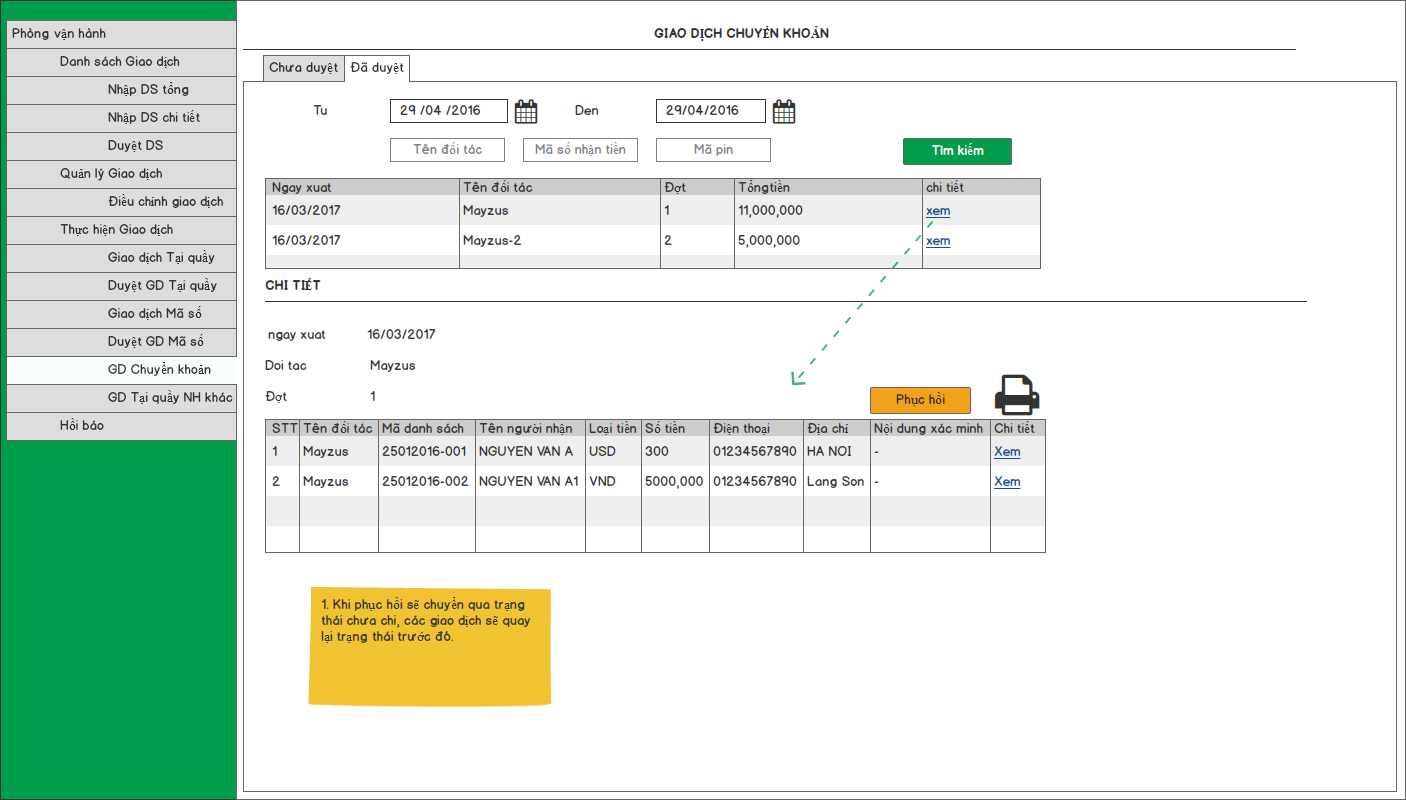 Phòng vận hành
Danh sách Giao dịch
Nhập DS tổng
Nhập DS chi tiết
Duyệt DS
Quản lý Giao dịch
Điều chỉnh giao dịch
Thực hiện Giao dịch
Giao dịch Tại quầy
Duyệt GD Tại quầy
Giao dịch Mã số
Duyệt GD Mã số
GD Chuyển khoản
GD Tại quầy NH khác
Hồi báo
GIAO DỊCH CHUYỂN KHOẢN
Chưa duyệt Đã duyệt
Tu 29 /04 /2016 Den 29/04/2016
Tên đối tác Mã số nhận tiền Mã pin Tìm kiếm
Ngay xuat Tên đối tác Đợt Tổngtiền chi tiết
16/03/2017 Mayzus 1 11,000,000 xem
16/03/2017 Mayzus-2 2 5,000,000 xem
CHI TIẾT
ngay xuat 16/03/2017
Doi tac Mayzus
Đợt 1 Phục hồi
STT Tên đối tác Mã danh sách Tên người nhận Loại tiền Số tiền Điện thoại Địa chỉ Nội dung xác minh Chi tiết
1 Mayzus 25012016-001 NGUYEN VAN A USD 300 01234567890 HA NOI - Xem
2 Mayzus 25012016-002 NGUYEN VAN A1 VND 5000,000 01234567890 Lang Son - Xem
1. Khi phục hồi sẽ chuyển qua trạng
thái chưa chi, các giao dịch sẽ quay
lại trạng thái trước đó.